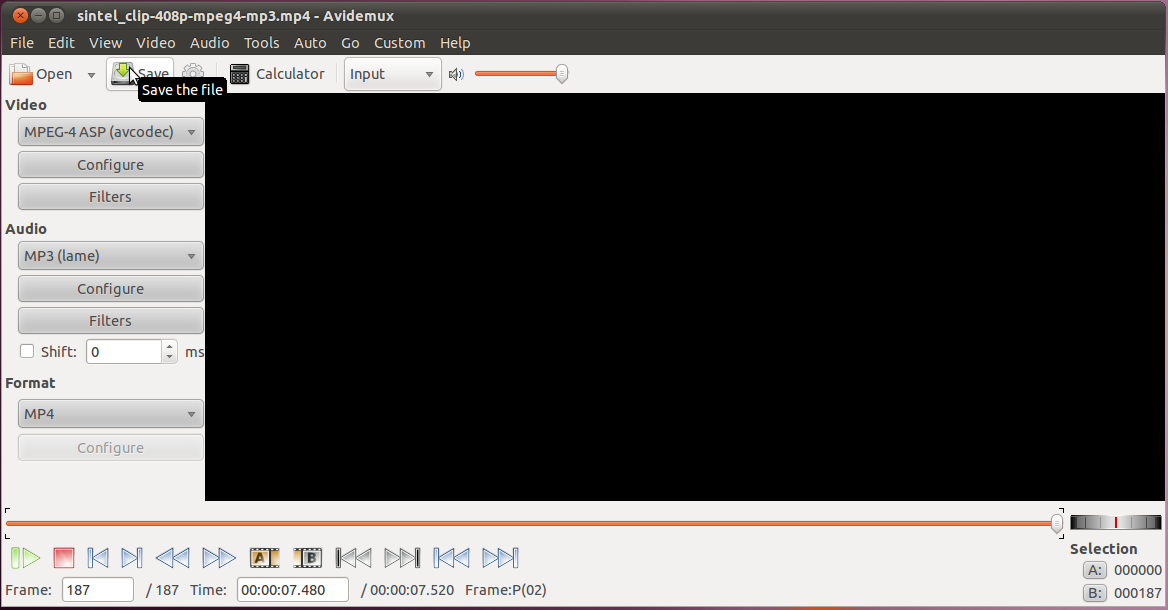 sintel_clip-408p-mpeg4-mp3.mp4 - Avidemux
File Edit View Video Audio Tools Auto Go Custom Help
Open Save Calculator Input
Save the file
Video
MPEG-4 ASP (avcodec)
Configure
Filters
Audio
MP3 (lame)
Configure
Filters
Shift: 0 ms
Format
MP4
Configure
A B
Selection
A: 000000
B: 000187
Frame: 187 / 187 Time: 00:00:07.480 / 00:00:07.520 Frame:P(02)